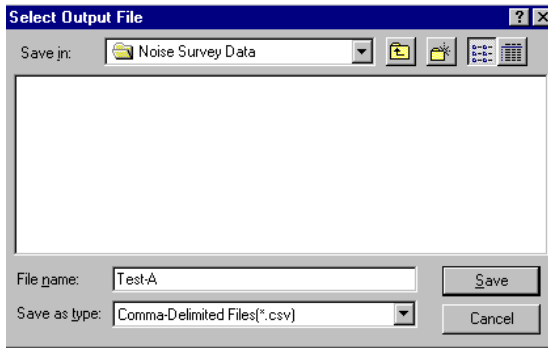 Select Output File
Save in: Noise Survey Data
File name: Test-A
Save
Save as type: Comma-Delimited Files(*.csv)
Cancel